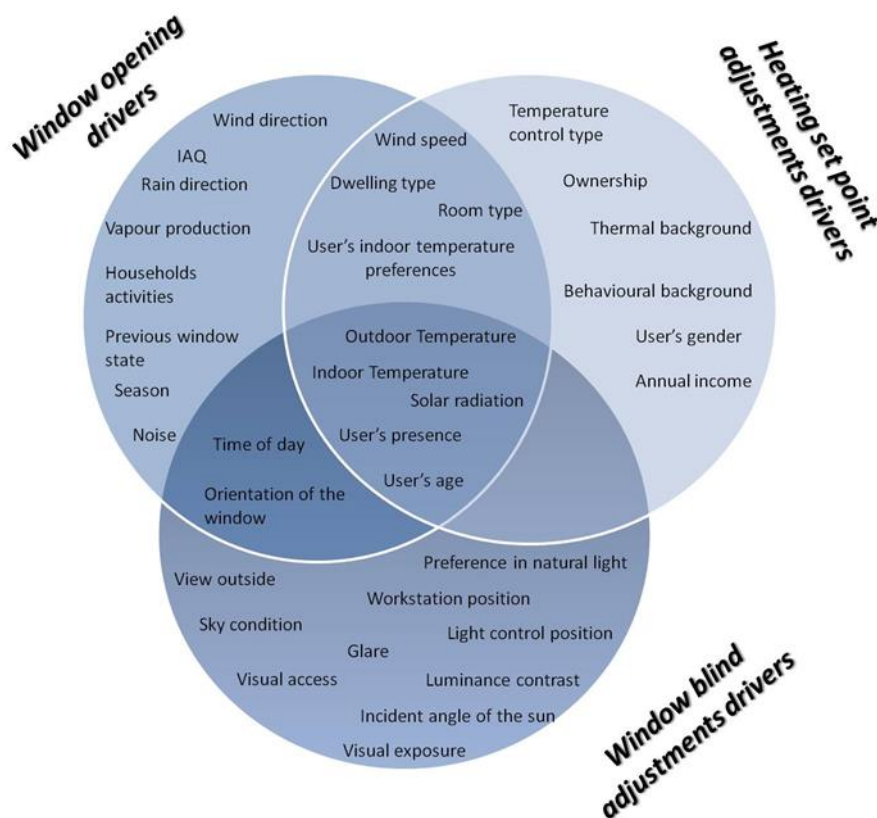 Window opening
drivers
Heating set point
adjustments drivers
Wind direction
IAQ
Rain direction
Vapour production
Households
activities
Previous window
state
Season
Noise
Wind speed
Dwelling type
Room type
User's indoor temperature
preferences
Temperature
control type
Ownership
Thermal background
Behavioural background
User's gender
Annual income
Outdoor Temperature
Indoor Temperature
Solar radiation
User's presence
User's age
Time of day
Orientation of the
window
View outside
Sky condition
Visual access
Preference in natural light
Workstation position
Light control position
Glare
Luminance contrast
Incident angle of the sun
Visual exposure
Window blind
adjustments drivers